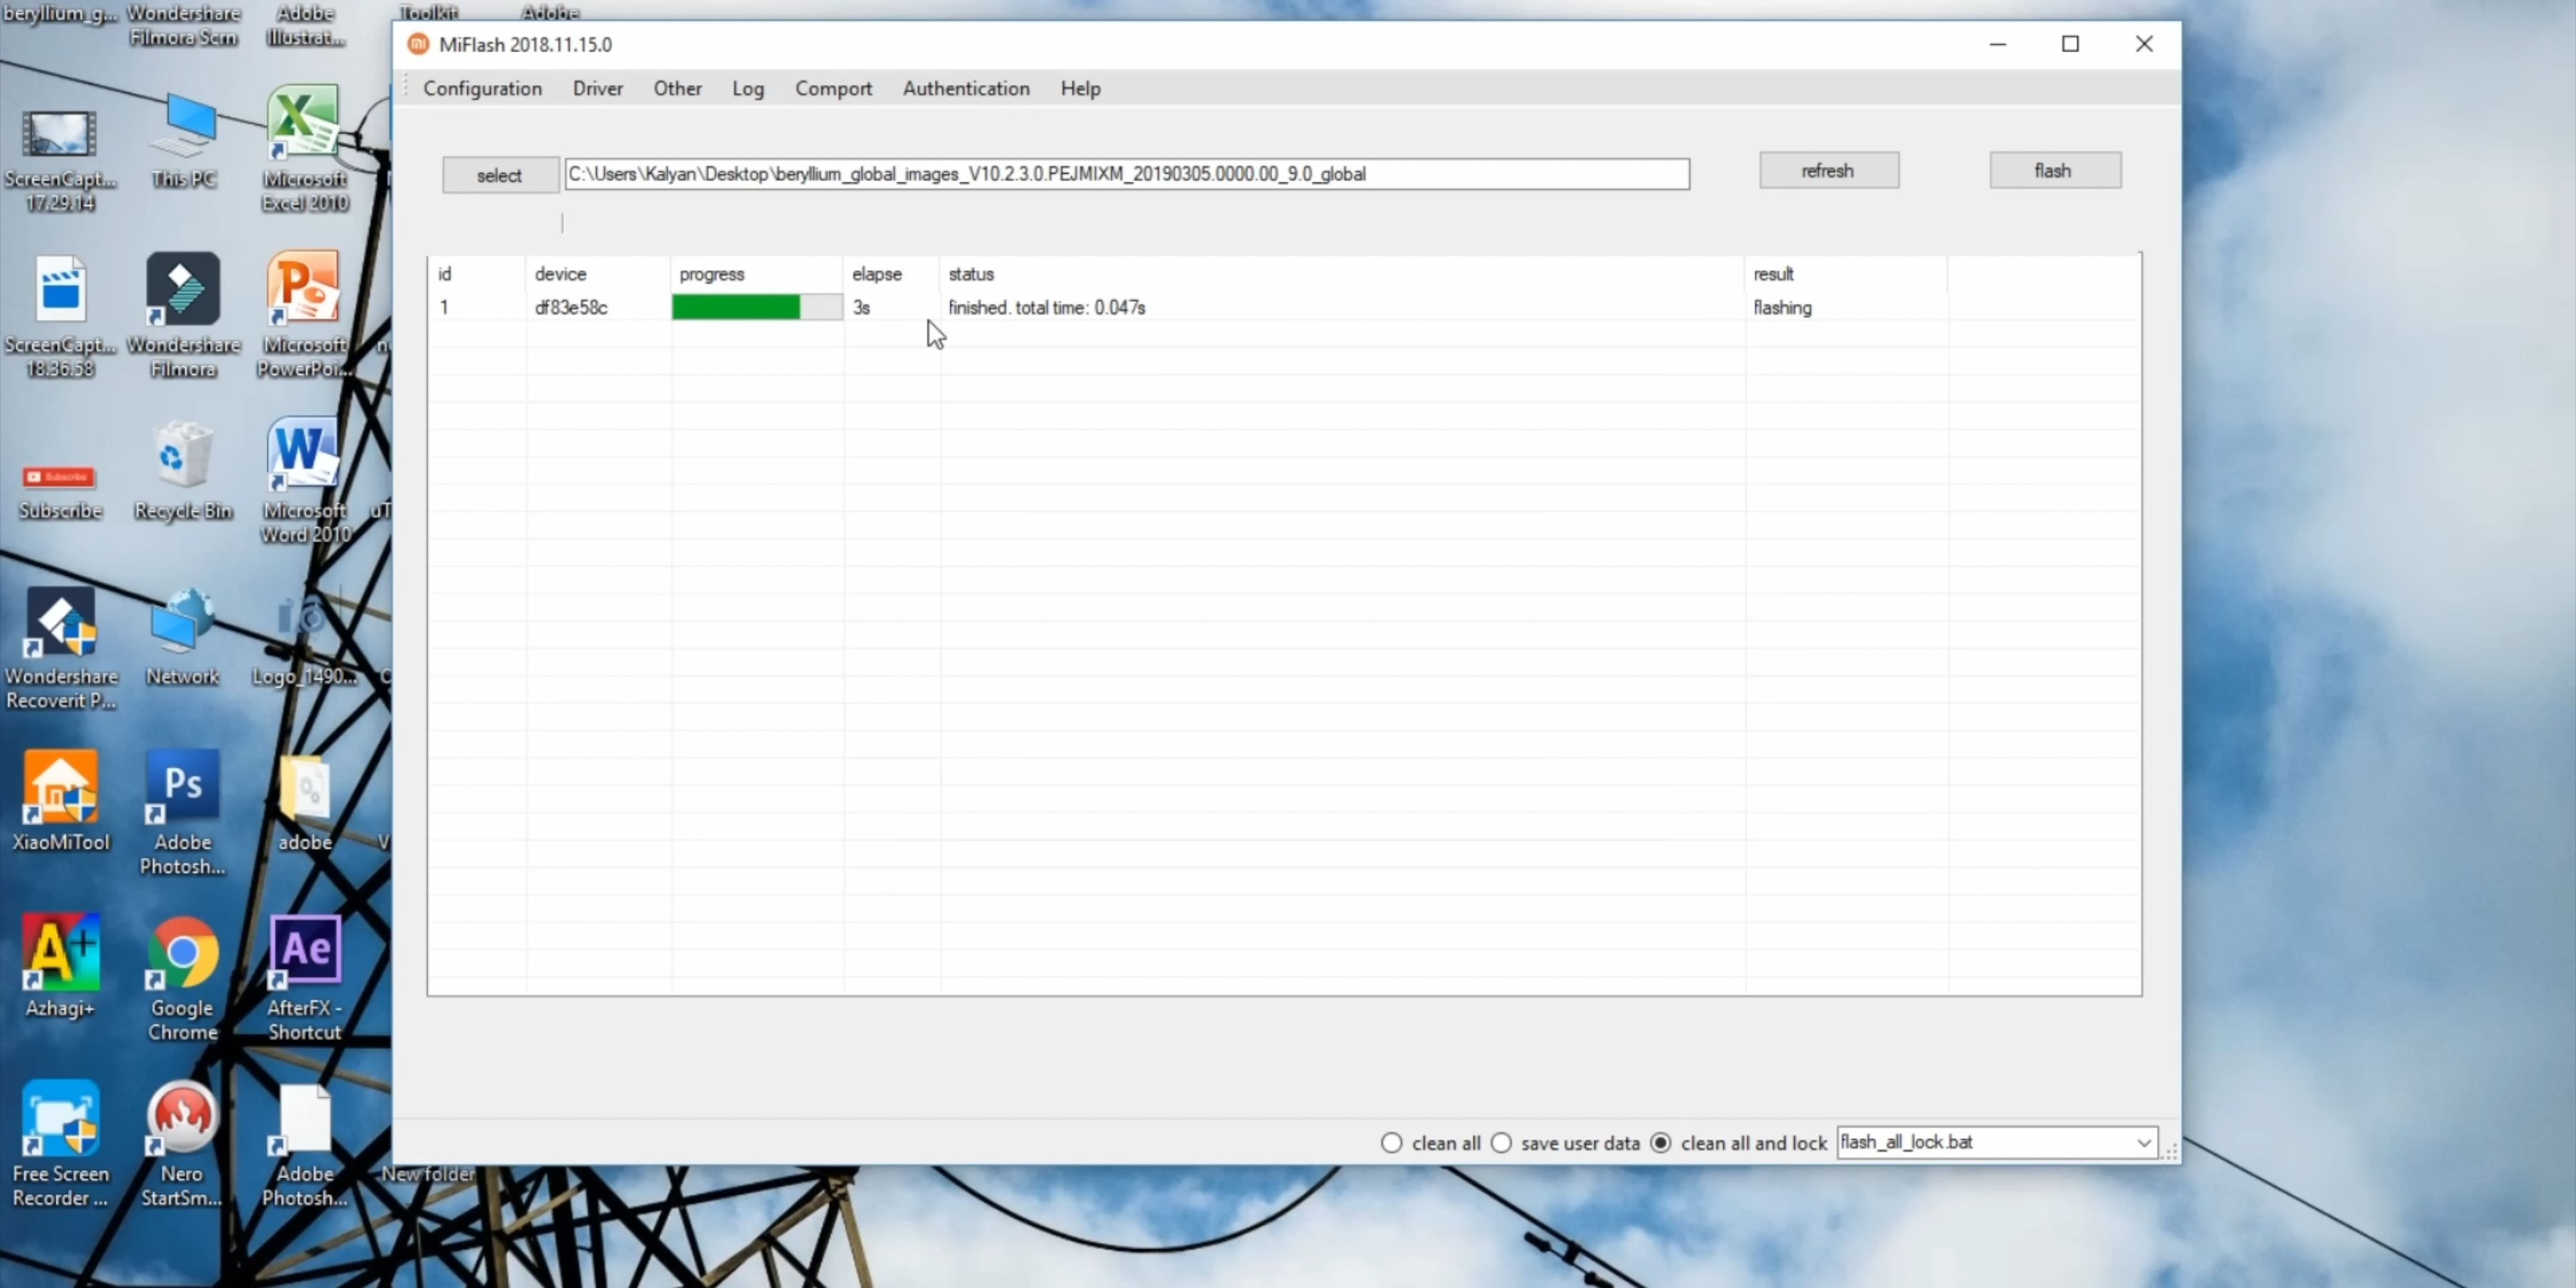 beryllium_g...
Wondershare
Filmora Scrn
Adobe
Illustrat...
Toolkit
Adobe
MiFlash 2018.11.15.0
Configuration
Driver
Other
Log
Comport
Authentication
Help
select
C:\Users\Kalyan\Desktop\beryllium_global_images_V10.2.3.0.PEJMIXM_20190305.0000.00_9.0_global
refresh
flash
id
device
progress
elapse
status
result
1
df83e58c
3s
finished. total time: 0.047s
flashing
ScreenCapt...
17.29.14
This PC
Microsoft
Excel 2010
ScreenCapt...
18.36.58
Wondershare
Filmora
Microsoft
PowerPoi...
Subscribe
Subscribe
Recycle Bin
Microsoft
Word 2010
uT
Wondershare
Recoverit P...
Network
Logo_1490...
XiaoMiTool
Ps
Adobe
Photosh...
adobe
A+
Azhagi+
Google
Chrome
Ae
AfterFX -
Shortcut
Free Screen
Recorder ...
Nero
StartSm...
Adobe
Photosh...
New folder
clean all
save user data
clean all and lock
flash_all_lock.bat